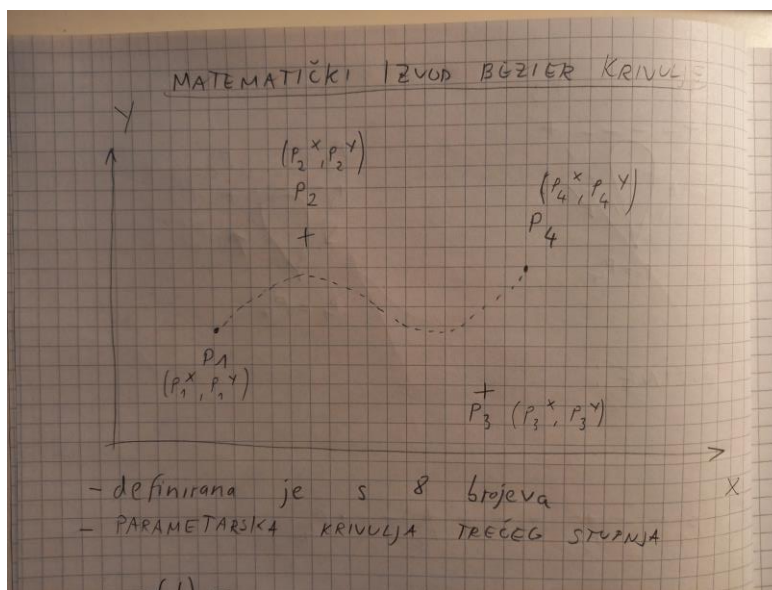 MATEMATIČKI IZVOD BEZIER KRIVULJE
Y
(P₂ˣ, P₂ʸ)
P₂
(P₄ˣ, P₄ʸ)
P₄
P₁
(P₁ˣ, P₁ʸ)
P₃ (P₃ˣ, P₃ʸ)
X
- definirana je s 8 brojeva
- PARAMETARSKA KRIVULJA TREĆEG STUPNJA